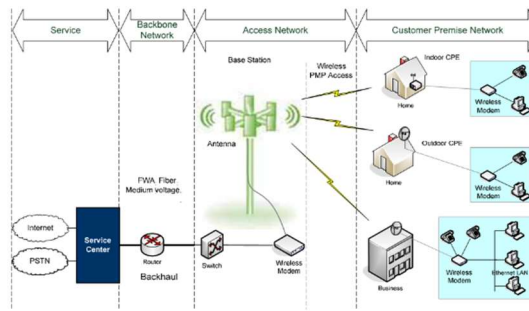 Service
Backbone
Network
Access Network
Customer Premise Network
Base Station
Wireless
PMP Access
Indoor CPE
Antenna
Home
Wireless
Modem
Outdoor CPE
FWA, Fiber
Medium voltage.
Home
Wireless
Modem
Internet
PSTN
Service
Center
Router
Backhaul
Switch
Wireless
Modem
Business
Wireless
Modem
Ethernet LAN